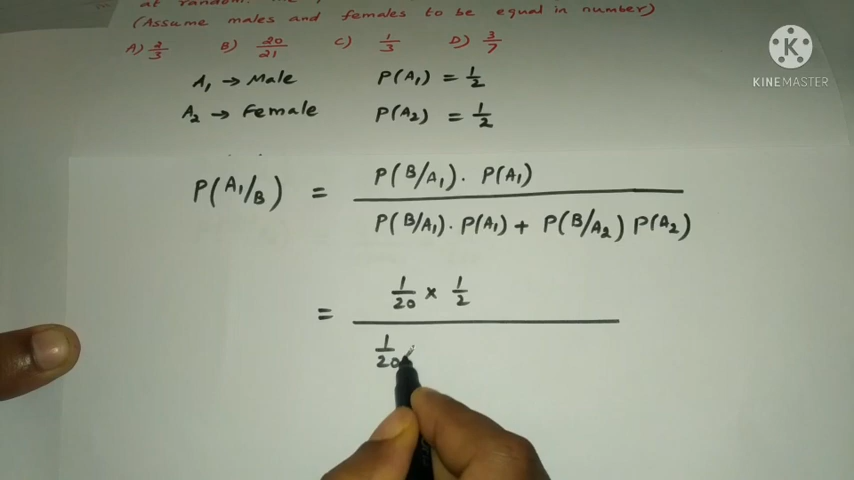 at random.
(Assume males and females to be equal in number)
A) 2/3 B) 20/21 C) 1/3 D) 3/7
A₁ → Male P(A₁) = 1/2
A₂ → Female P(A₂) = 1/2
P(A₁/B) = P(B/A₁). P(A₁)
P(B/A₁). P(A₁) + P(B/A₂) P(A₂)
= 1/20 × 1/2
1/20
K
KINEMASTER